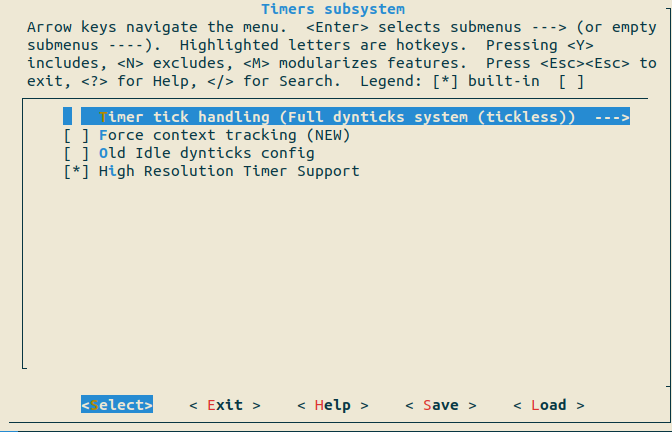 Timers subsystem
Arrow keys navigate the menu.  <Enter> selects submenus ---> (or empty
submenus ----).  Highlighted letters are hotkeys.  Pressing <Y>
includes, <N> excludes, <M> modularizes features.  Press <Esc><Esc> to
exit, <?> for Help, </> for Search.  Legend: [*] built-in  [ ]
Timer tick handling (Full dynticks system (tickless))  --->
[ ] Force context tracking (NEW)
[ ] Old Idle dynticks config
[*] High Resolution Timer Support
<Select>    < Exit >    < Help >    < Save >    < Load >